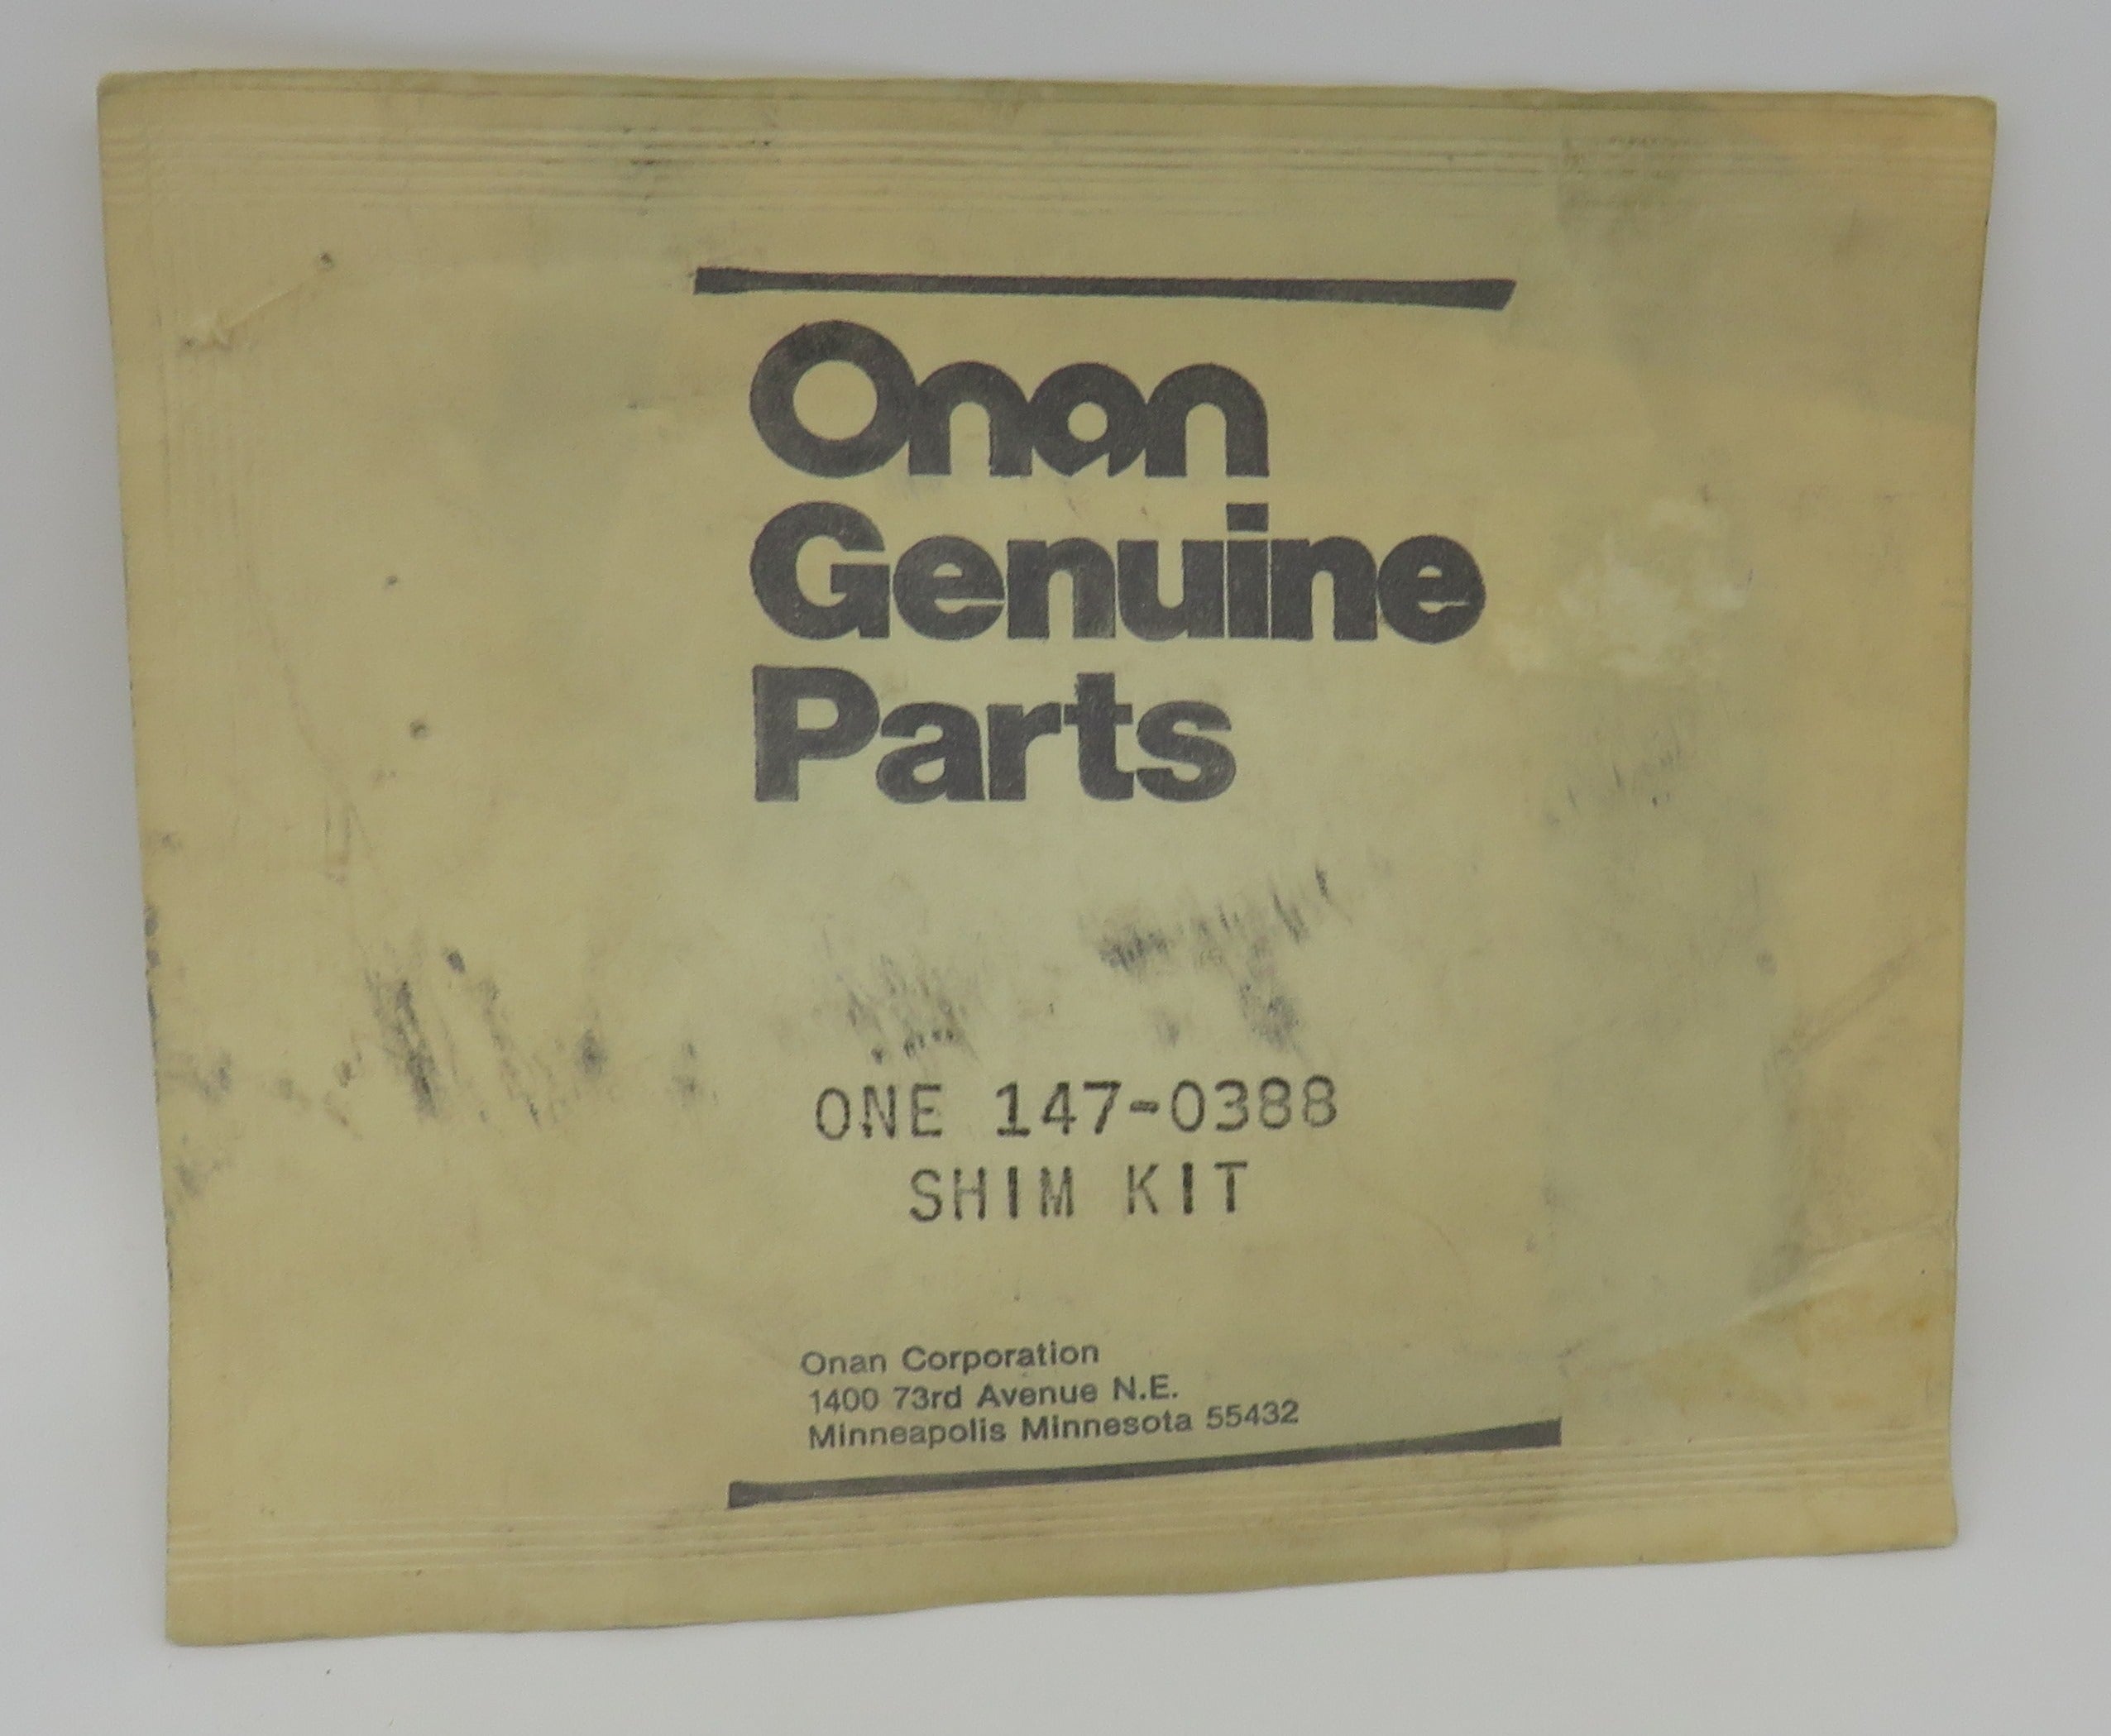 Onan
Genuine
Parts
ONE 147-0388
SHIM KIT
Onan Corporation
1400 73rd Avenue N.E.
Minneapolis Minnesota 55432